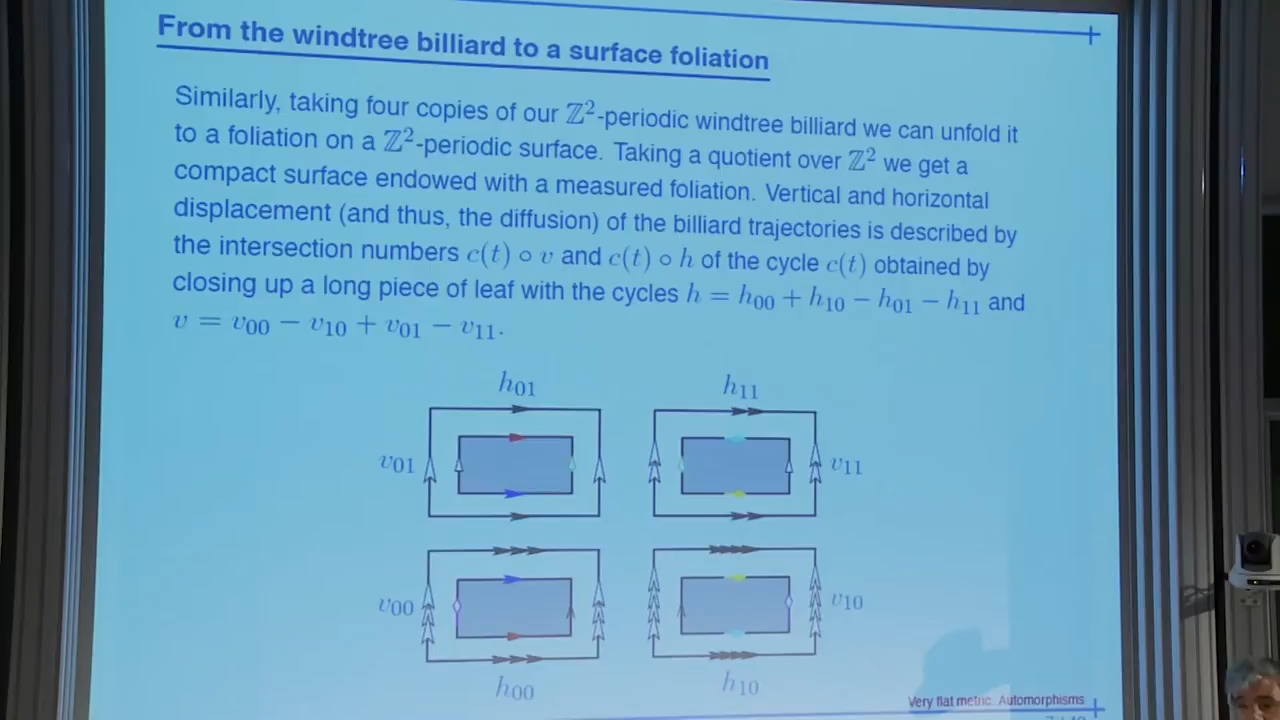 From the windtree billiard to a surface foliation
Similarly, taking four copies of our ℤ²-periodic windtree billiard we can unfold it
to a foliation on a ℤ²-periodic surface. Taking a quotient over ℤ² we get a
compact surface endowed with a measured foliation. Vertical and horizontal
displacement (and thus, the diffusion) of the billiard trajectories is described by
the intersection numbers c(t) ∘ v and c(t) ∘ h of the cycle c(t) obtained by
closing up a long piece of leaf with the cycles h = h₀₀ + h₁₀ − h₀₁ − h₁₁ and
v = v₀₀ − v₁₀ + v₀₁ − v₁₁.
h₀₁ h₁₁
v₀₁ v₁₁
v₀₀ v₁₀
h₀₀ h₁₀
Very flat metric. Automorphisms